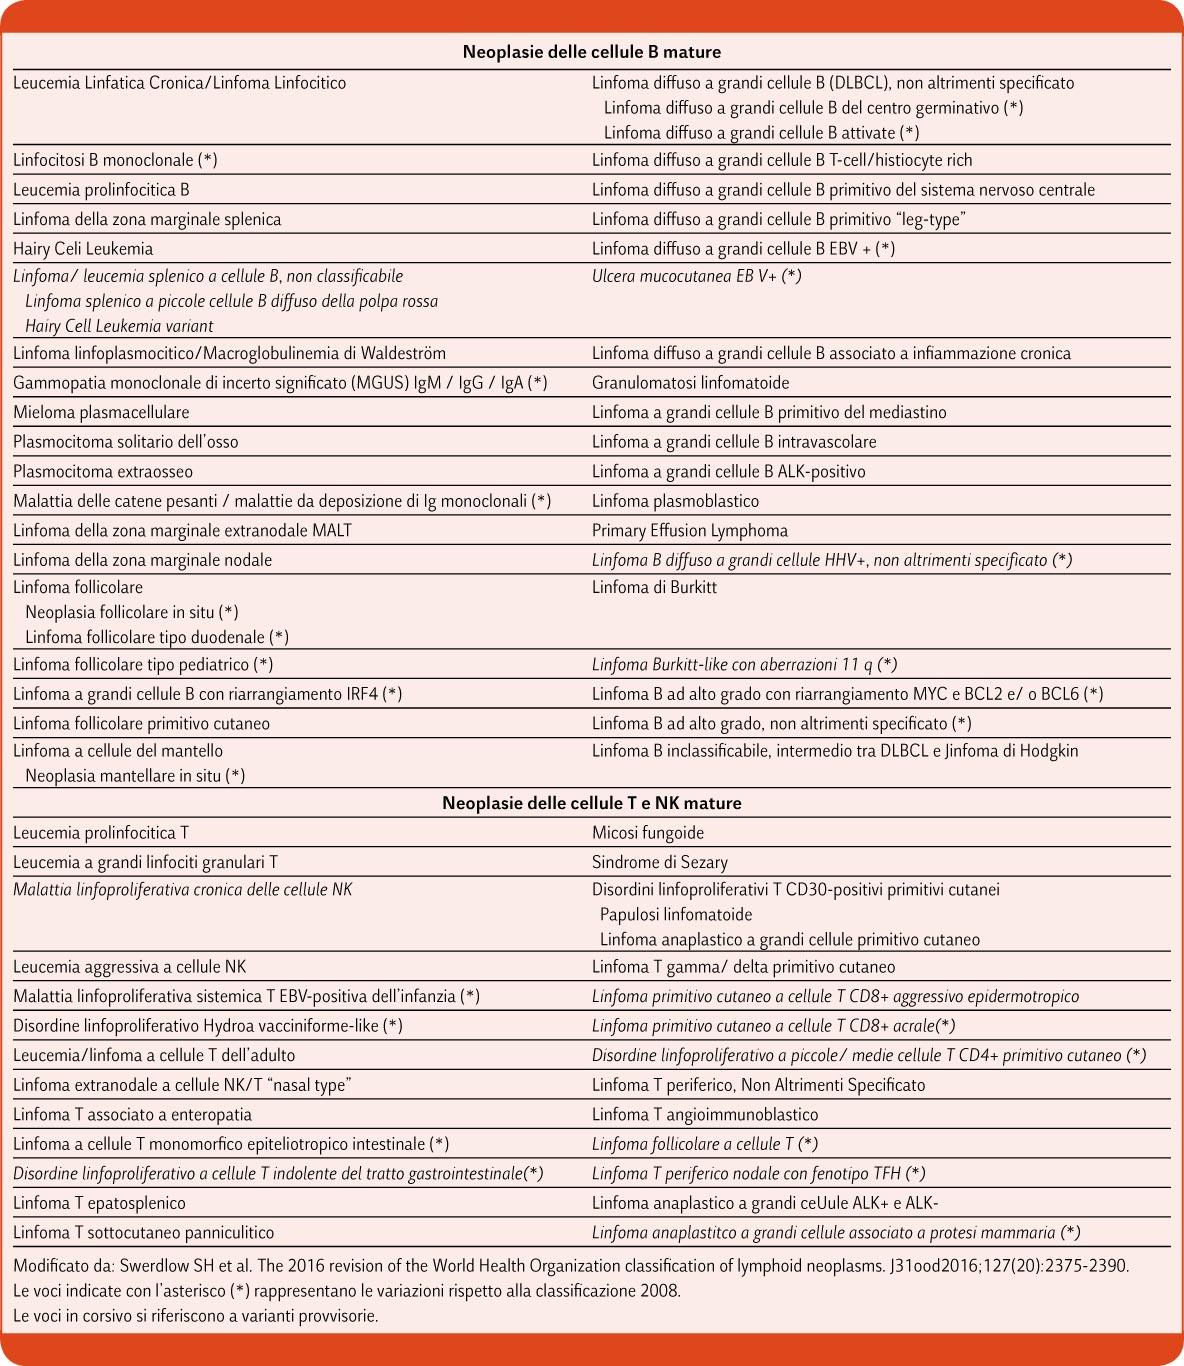 Neoplasie delle cellule B mature
Leucemia Linfatica Cronica/Linfoma Linfocitico
Linfoma diffuso a grandi cellule B (DLBCL), non altrimenti specificato
Linfoma diffuso a grandi cellule B del centro germinativo (*)
Linfoma diffuso a grandi cellule B attivate (*)
Linfocitosi B monoclonale (*)
Linfoma diffuso a grandi cellule B T-cell/histiocyte rich
Leucemia prolinfocitica B
Linfoma diffuso a grandi cellule B primitivo del sistema nervoso centrale
Linfoma della zona marginale splenica
Linfoma diffuso a grandi cellule B primitivo “leg-type”
Hairy Celi Leukemia
Linfoma diffuso a grandi cellule B EBV + (*)
Linfoma/ leucemia splenico a cellule B, non classificabile
Linfoma splenico a piccole cellule B diffuso della polpa rossa
Hairy Cell Leukemia variant
Ulcera mucocutanea EB V+ (*)
Linfoma linfoplasmocitico/Macroglobulinemia di Waldeström
Linfoma diffuso a grandi cellule B associato a infiammazione cronica
Gammopatia monoclonale di incerto significato (MGUS) IgM / IgG / IgA (*)
Granulomatosi linfomatoide
Mieloma plasmacellulare
Linfoma a grandi cellule B primitivo del mediastino
Plasmocitoma solitario dell’osso
Linfoma a grandi cellule B intravascolare
Plasmocitoma extraosseo
Linfoma a grandi cellule B ALK-positivo
Malattia delle catene pesanti / malattie da deposizione di Ig monoclonali (*)
Linfoma plasmoblastico
Linfoma della zona marginale extranodale MALT
Primary Effusion Lymphoma
Linfoma della zona marginale nodale
Linfoma B diffuso a grandi cellule HHV+, non altrimenti specificato (*)
Linfoma follicolare
Neoplasia follicolare in situ (*)
Linfoma follicolare tipo duodenale (*)
Linfoma di Burkitt
Linfoma follicolare tipo pediatrico (*)
Linfoma Burkitt-like con aberrazioni 11 q (*)
Linfoma a grandi cellule B con riarrangiamento IRF4 (*)
Linfoma B ad alto grado con riarrangiamento MYC e BCL2 e/ o BCL6 (*)
Linfoma follicolare primitivo cutaneo
Linfoma B ad alto grado, non altrimenti specificato (*)
Linfoma a cellule del mantello
Neoplasia mantellare in situ (*)
Linfoma B inclassificabile, intermedio tra DLBCL e Jinfoma di Hodgkin
Neoplasie delle cellule T e NK mature
Leucemia prolinfocitica T
Micosi fungoide
Leucemia a grandi linfociti granulari T
Sindrome di Sezary
Malattia linfoproliferativa cronica delle cellule NK
Disordini linfoproliferativi T CD30-positivi primitivi cutanei
Papulosi linfomatoide
Linfoma anaplastico a grandi cellule primitivo cutaneo
Leucemia aggressiva a cellule NK
Linfoma T gamma/ delta primitivo cutaneo
Malattia linfoproliferativa sistemica T EBV-positiva dell’infanzia (*)
Linfoma primitivo cutaneo a cellule T CD8+ aggressivo epidermotropico
Disordine linfoproliferativo Hydroa vacciniforme-like (*)
Linfoma primitivo cutaneo a cellule T CD8+ acrale(*)
Leucemia/linfoma a cellule T dell’adulto
Disordine linfoproliferativo a piccole/ medie cellule T CD4+ primitivo cutaneo (*)
Linfoma extranodale a cellule NK/T “nasal type”
Linfoma T periferico, Non Altrimenti Specificato
Linfoma T associato a enteropatia
Linfoma T angioimmunoblastico
Linfoma a cellule T monomorfico epiteliotropico intestinale (*)
Linfoma follicolare a cellule T (*)
Disordine linfoproliferativo a cellule T indolente del tratto gastrointestinale(*)
Linfoma T periferico nodale con fenotipo TFH (*)
Linfoma T epatosplenico
Linfoma anaplastico a grandi ceUule ALK+ e ALK-
Linfoma T sottocutaneo panniculitico
Linfoma anaplastitco a grandi cellule associato a protesi mammaria (*)
Modificato da: Swerdlow SH et al. The 2016 revision of the World Health Organization classification of lymphoid neoplasms. J31ood2016;127(20):2375-2390.
Le voci indicate con l’asterisco (*) rappresentano le variazioni rispetto alla classificazione 2008.
Le voci in corsivo si riferiscono a varianti provvisorie.